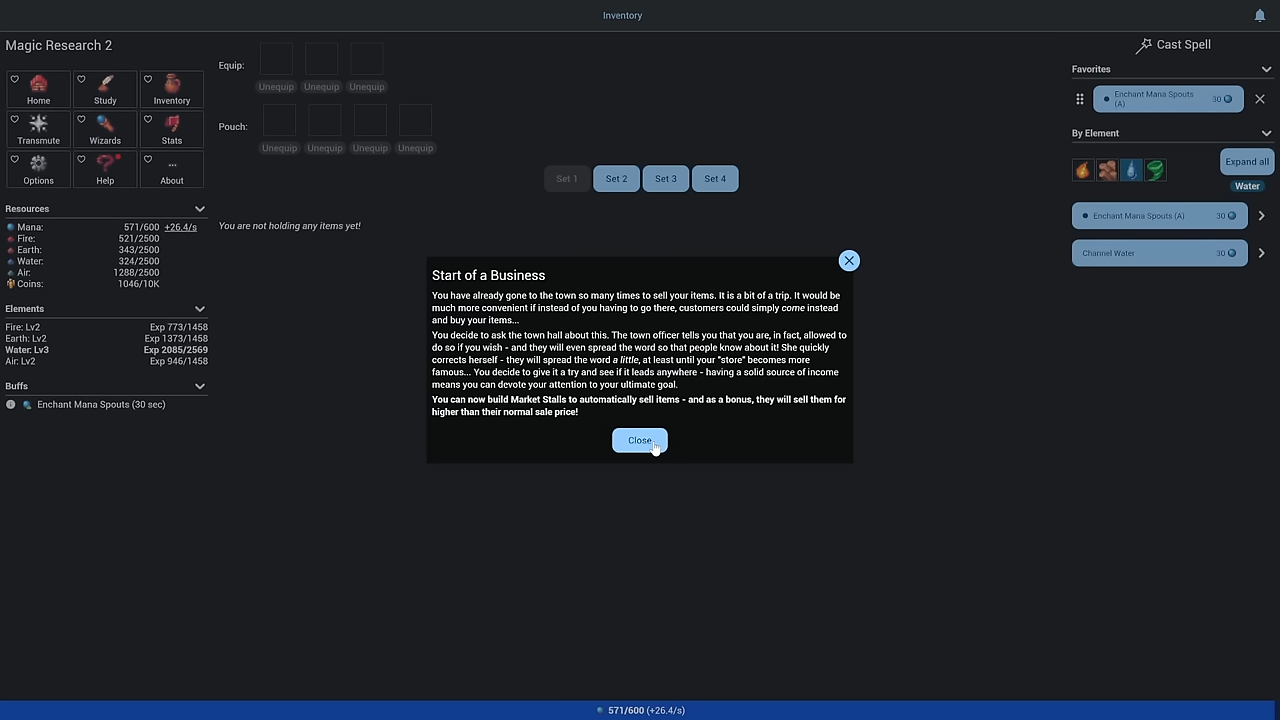 Inventory
Magic Research 2
Home
Study
Inventory
Transmute
Wizards
Stats
Options
Help
...
About
Resources
Mana: 571/600 +26.4/s
Fire: 521/2500
Earth: 343/2500
Water: 324/2500
Air: 1288/2500
Coins: 1046/10K
Elements
Fire: Lv2 Exp 773/1458
Earth: Lv2 Exp 1373/1458
Water: Lv3 Exp 2085/2569
Air: Lv2 Exp 946/1458
Buffs
Enchant Mana Spouts (30 sec)
Equip:
Unequip Unequip Unequip
Pouch:
Unequip Unequip Unequip Unequip
Set 1 Set 2 Set 3 Set 4
You are not holding any items yet!
Start of a Business
You have already gone to the town so many times to sell your items. It is a bit of a trip. It would be
much more convenient if instead of you having to go there, customers could simply come instead
and buy your items...
You decide to ask the town hall about this. The town officer tells you that you are, in fact, allowed to
do so if you wish - and they will even spread the word so that people know about it! She quickly
corrects herself - they will spread the word a little, at least until your "store" becomes more
famous... You decide to give it a try and see if it leads anywhere - having a solid source of income
means you can devote your attention to your ultimate goal.
You can now build Market Stalls to automatically sell items - and as a bonus, they will sell them for
higher than their normal sale price!
Close
Cast Spell
Favorites
Enchant Mana Spouts
(A)
30
By Element
Expand all
Water
Enchant Mana Spouts (A) 30
Channel Water 30
571/600 (+26.4/s)